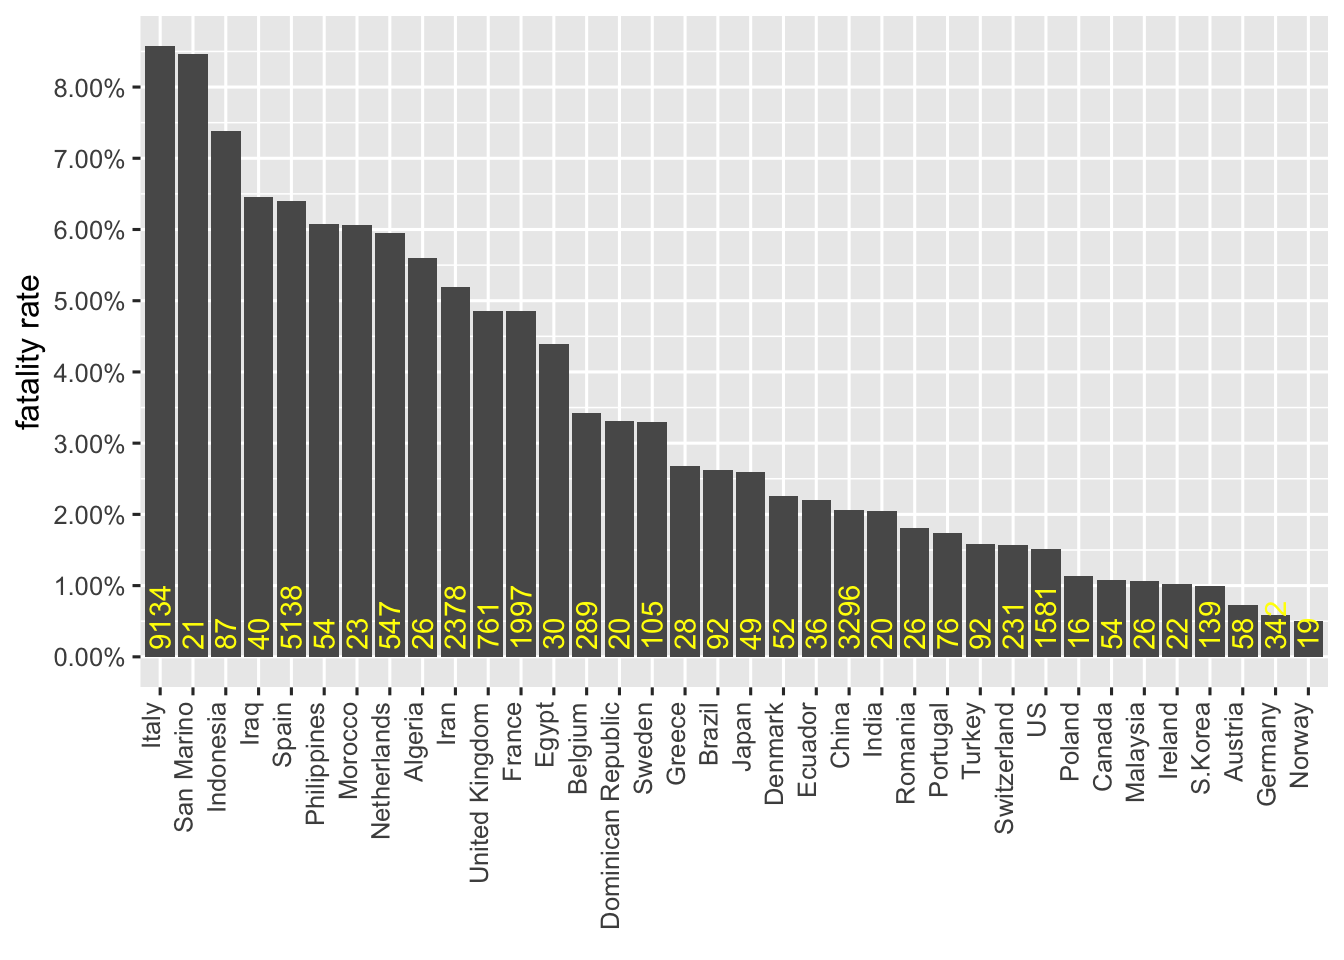 fatality rate
8.00%
7.00%
6.00%
5.00%
4.00%
3.00%
2.00%
1.00%
0.00%
9134
21
87
40
5138
54
23
547
26
2378
761
1997
30
289
20
105
28
92
49
52
36
3296
20
26
76
92
231
1581
16
54
26
22
139
58
342
19
Italy
San Marino
Indonesia
Iraq
Spain
Philippines
Morocco
Netherlands
Algeria
Iran
United Kingdom
France
Egypt
Belgium
Dominican Republic
Sweden
Greece
Brazil
Japan
Denmark
Ecuador
China
India
Romania
Portugal
Turkey
Switzerland
US
Poland
Canada
Malaysia
Ireland
S.Korea
Austria
Germany
Norway